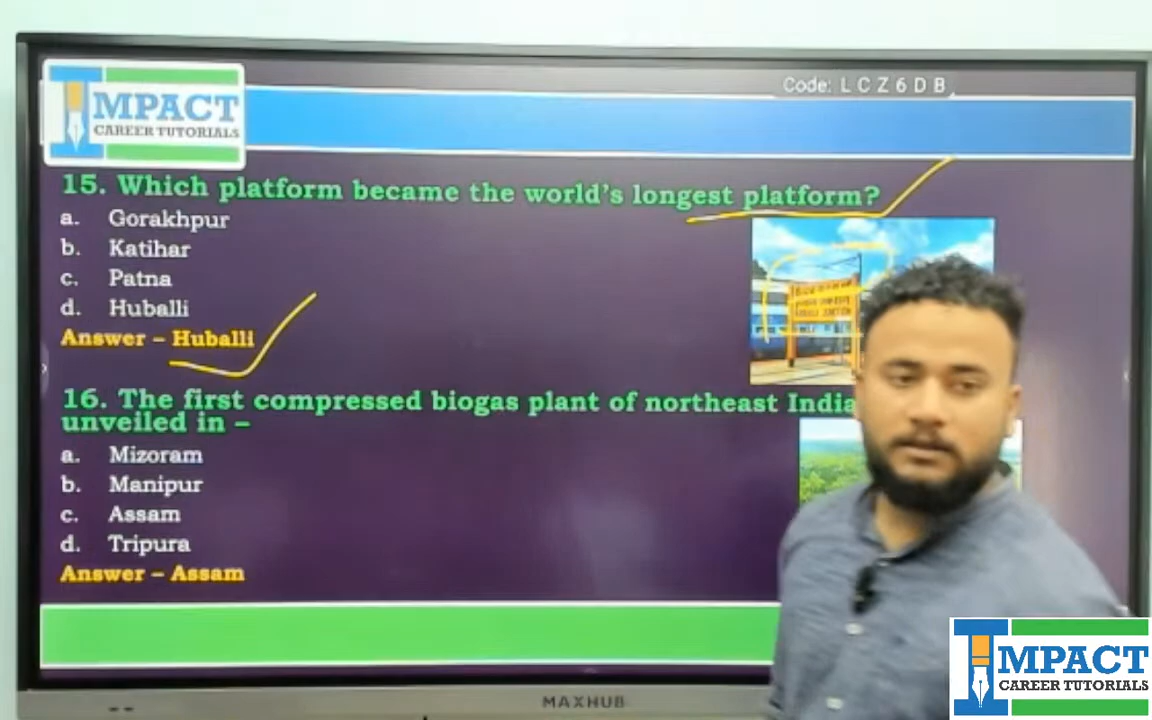 Code: L C Z 6 D B
IMPACT
CAREER TUTORIALS
15. Which platform became the world's longest platform?
a. Gorakhpur
b. Katihar
c. Patna
d. Huballi
Answer – Huballi
16. The first compressed biogas plant of northeast India
unveiled in –
a. Mizoram
b. Manipur
c. Assam
d. Tripura
Answer – Assam
MAXHUB
IMPACT
CAREER TUTORIALS